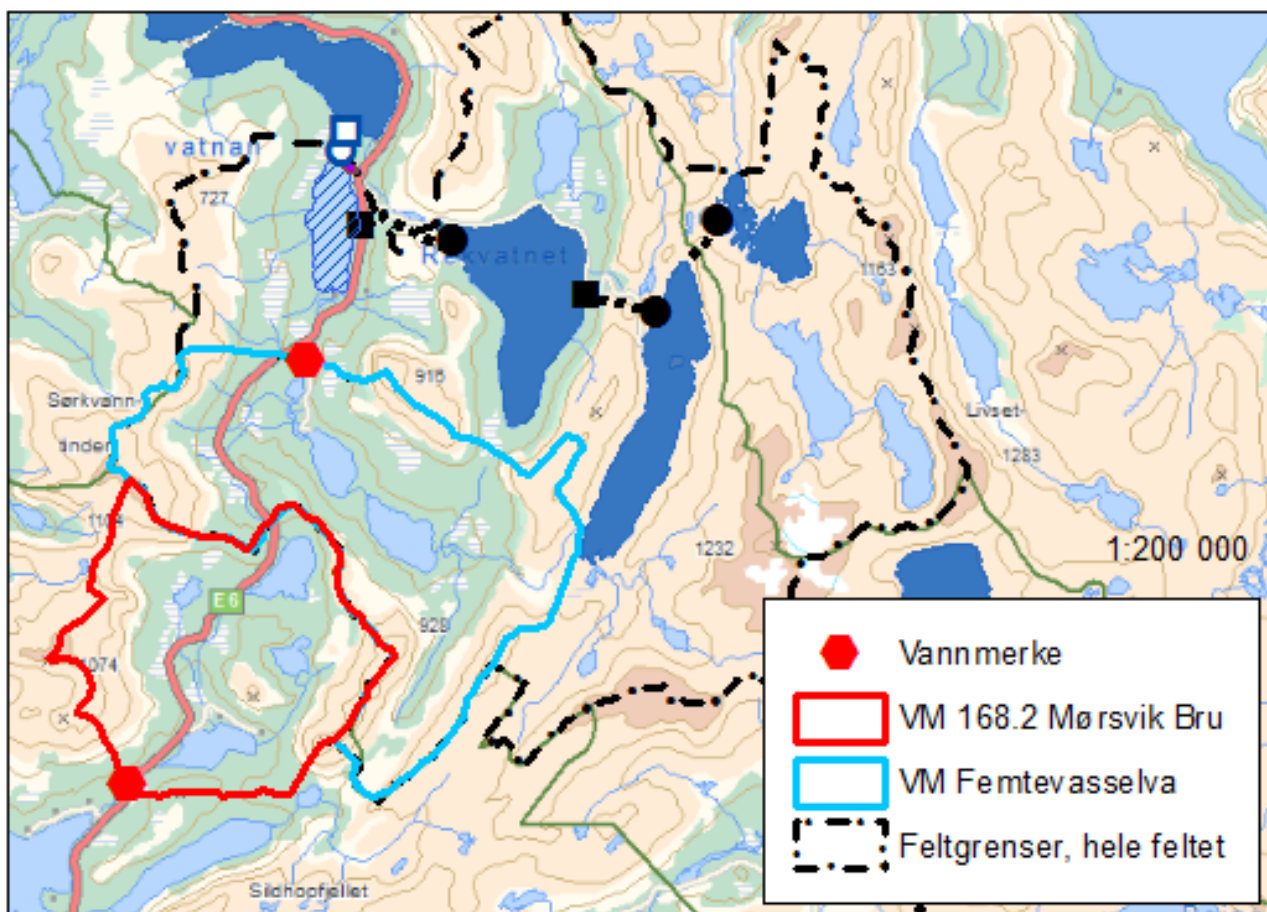 vatnan
727
Rekvatnet
1163
916
Sørkvann-
tinden
Livset-
1283
1104
1232
1:200 000
E6
928
1074
Vannmerke
VM 168.2 Mørsvik Bru
VM Femtevasselva
Feltgrenser, hele feltet
Sildhopfjellet